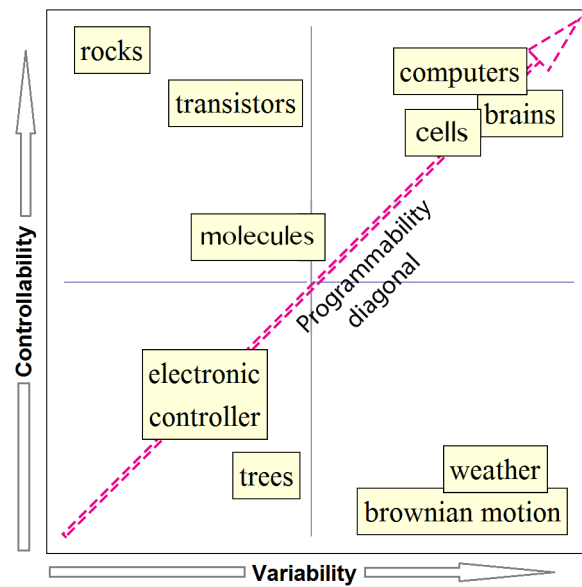 rocks
computers
transistors
brains
cells
molecules
Programmability
diagonal
Controllability
electronic
controller
trees
weather
brownian motion
Variability